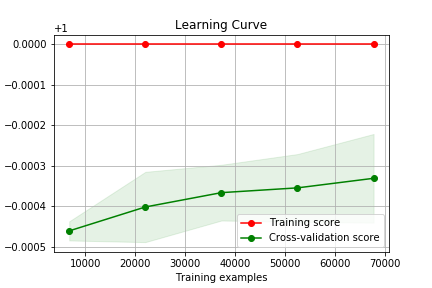 Learning Curve
+1
0.0000
−0.0001
−0.0002
−0.0003
−0.0004
−0.0005
Training score
Cross-validation score
10000 20000 30000 40000 50000 60000 70000
Training examples